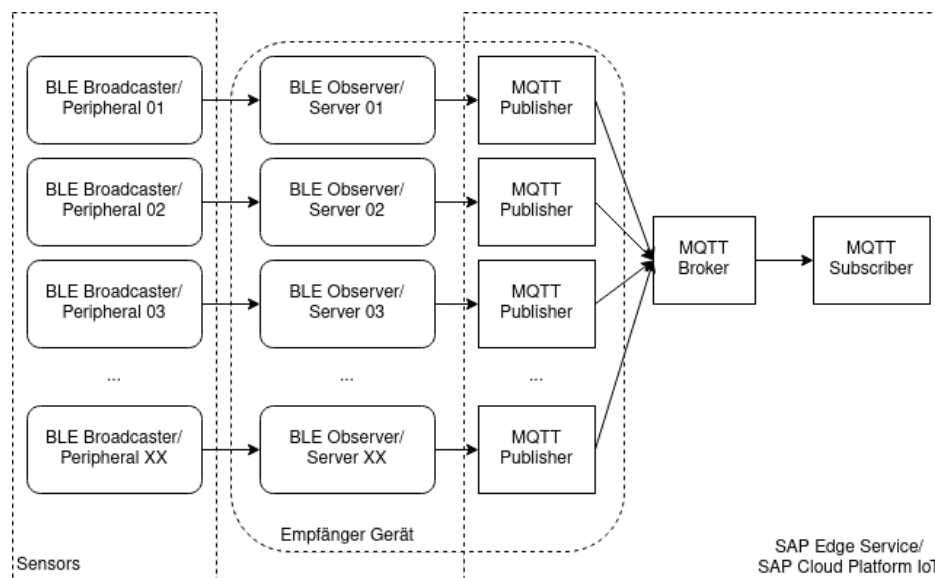 BLE Broadcaster/
Peripheral 01
BLE Observer/
Server 01
MQTT
Publisher
BLE Broadcaster/
Peripheral 02
BLE Observer/
Server 02
MQTT
Publisher
MQTT
Broker
MQTT
Subscriber
BLE Broadcaster/
Peripheral 03
BLE Observer/
Server 03
MQTT
Publisher
...
...
...
BLE Broadcaster/
Peripheral XX
BLE Observer/
Server XX
MQTT
Publisher
Empfänger Gerät
Sensors
SAP Edge Service/
SAP Cloud Platform IoT